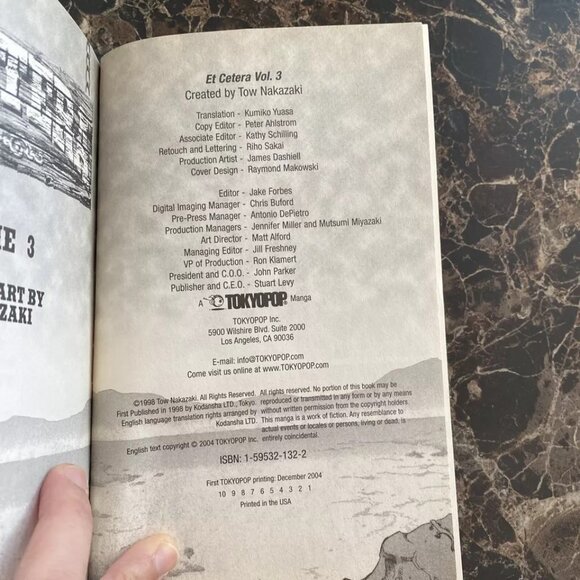 E 3
ART BY
ZAKI
Et Cetera Vol. 3
Created by Tow Nakazaki
Translation - Kumiko Yuasa
Copy Editor - Peter Ahlstrom
Associate Editor - Kathy Schilling
Retouch and Lettering - Riho Sakai
Production Artist - James Dashiell
Cover Design - Raymond Makowski
Editor - Jake Forbes
Digital Imaging Manager - Chris Buford
Pre-Press Manager - Antonio DePietro
Production Managers - Jennifer Miller and Mutsumi Miyazaki
Art Director - Matt Alford
Managing Editor - Jill Freshney
VP of Production - Ron Klamert
President and C.O.O. - John Parker
Publisher and C.E.O. - Stuart Levy
A TOKYOPOP® Manga
TOKYOPOP Inc.
5900 Wilshire Blvd. Suite 2000
Los Angeles, CA 90036
E-mail: info@TOKYOPOP.com
Come visit us online at www.TOKYOPOP.com
©1998 Tow Nakazaki. All Rights Reserved.
First Published in 1998 by Kodansha LTD., Tokyo.
English language translation rights arranged by
Kodansha LTD.
English text copyright © 2004 TOKYOPOP Inc.
All rights reserved. No portion of this book may be
reproduced or transmitted in any form or by any means
without written permission from the copyright holders.
This manga is a work of fiction. Any resemblance to
actual events or locales or persons, living or dead, is
entirely coincidental.
ISBN: 1-59532-132-2
First TOKYOPOP printing: December 2004
10 9 8 7 6 5 4 3 2 1
Printed in the USA